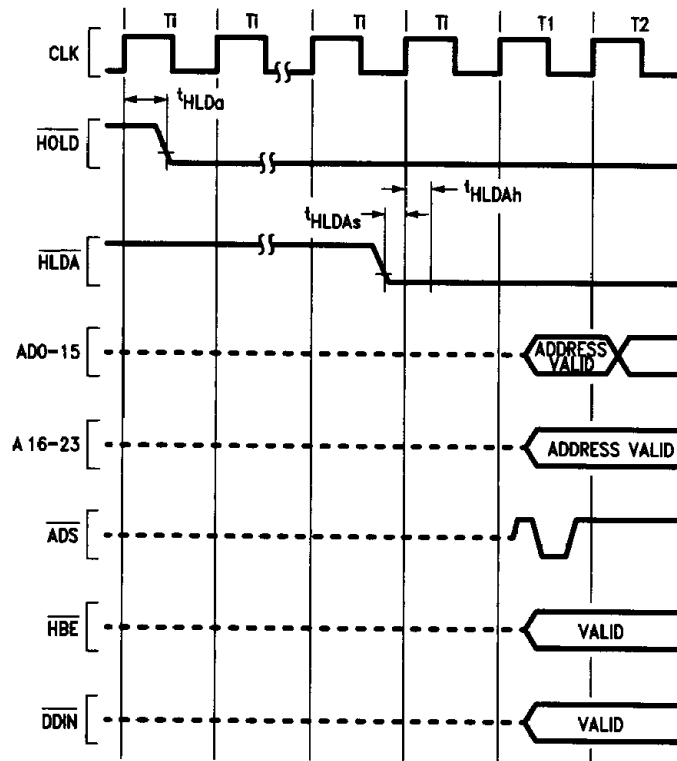 Ti Ti Ti Ti T1 T2
CLK
tHLDa
HOLD
tHLDAh
tHLDAs
HLDA
AD0-15
ADDRESS
VALID
A16-23
ADDRESS VALID
ADS
HBE
VALID
DDIN
VALID